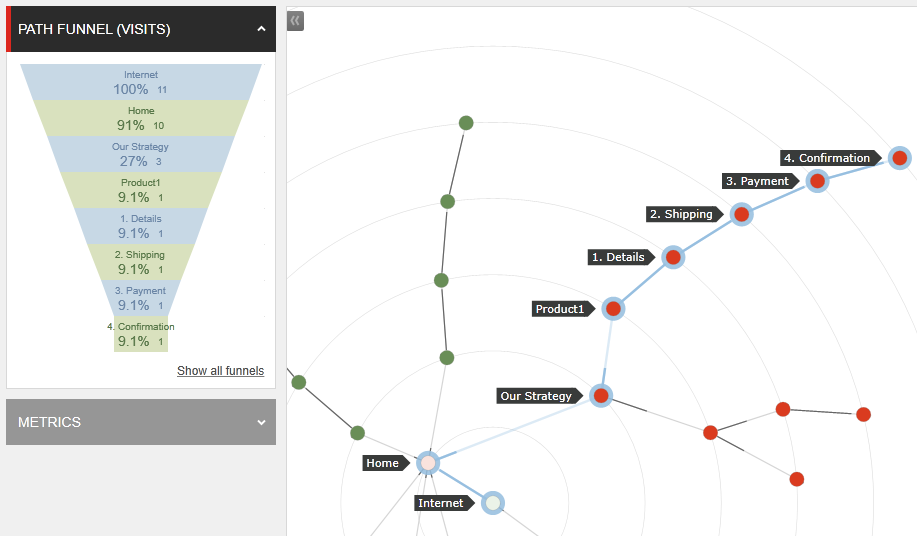 PATH FUNNEL (VISITS)
Internet
100% 11
Home
91% 10
Our Strategy
27% 3
Product1
9.1% 1
1. Details
9.1% 1
2. Shipping
9.1% 1
3. Payment
9.1% 1
4. Confirmation
9.1% 1
Show all funnels
METRICS
4. Confirmation
3. Payment
2. Shipping
1. Details
Product1
Our Strategy
Home
Internet